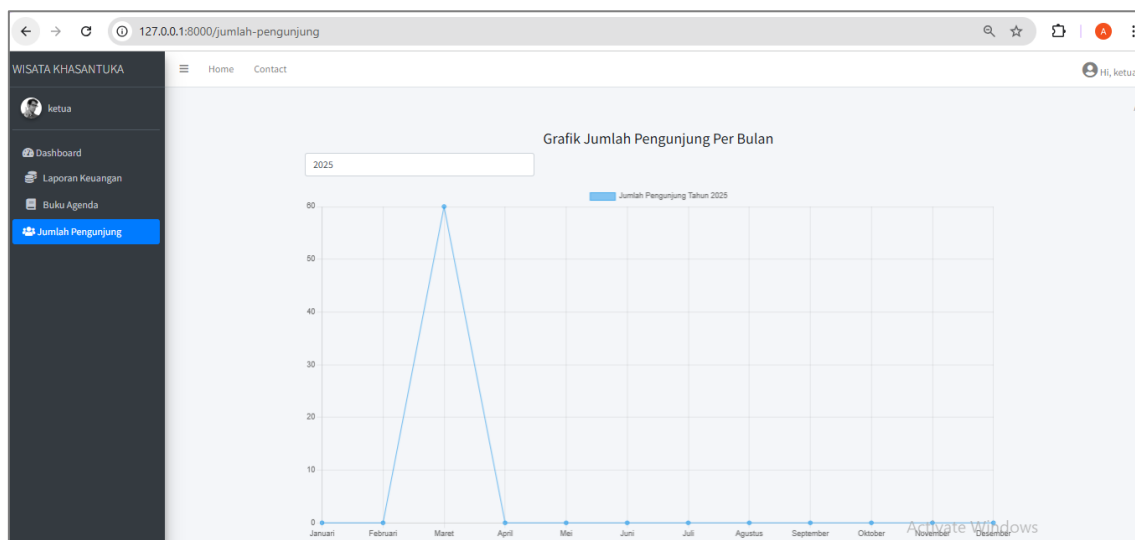 127.0.0.1:8000/jumlah-pengunjung
A
WISATA KHASANTUKA
Home Contact
Hi, ketua
ketua
Dashboard
Laporan Keuangan
Buku Agenda
Jumlah Pengunjung
Grafik Jumlah Pengunjung Per Bulan
2025
Jumlah Pengunjung Tahun 2025
60
50
40
30
20
10
0
Januari Februari Maret April Mei Juni Juli Agustus September Oktober November Desember
Activate Windows